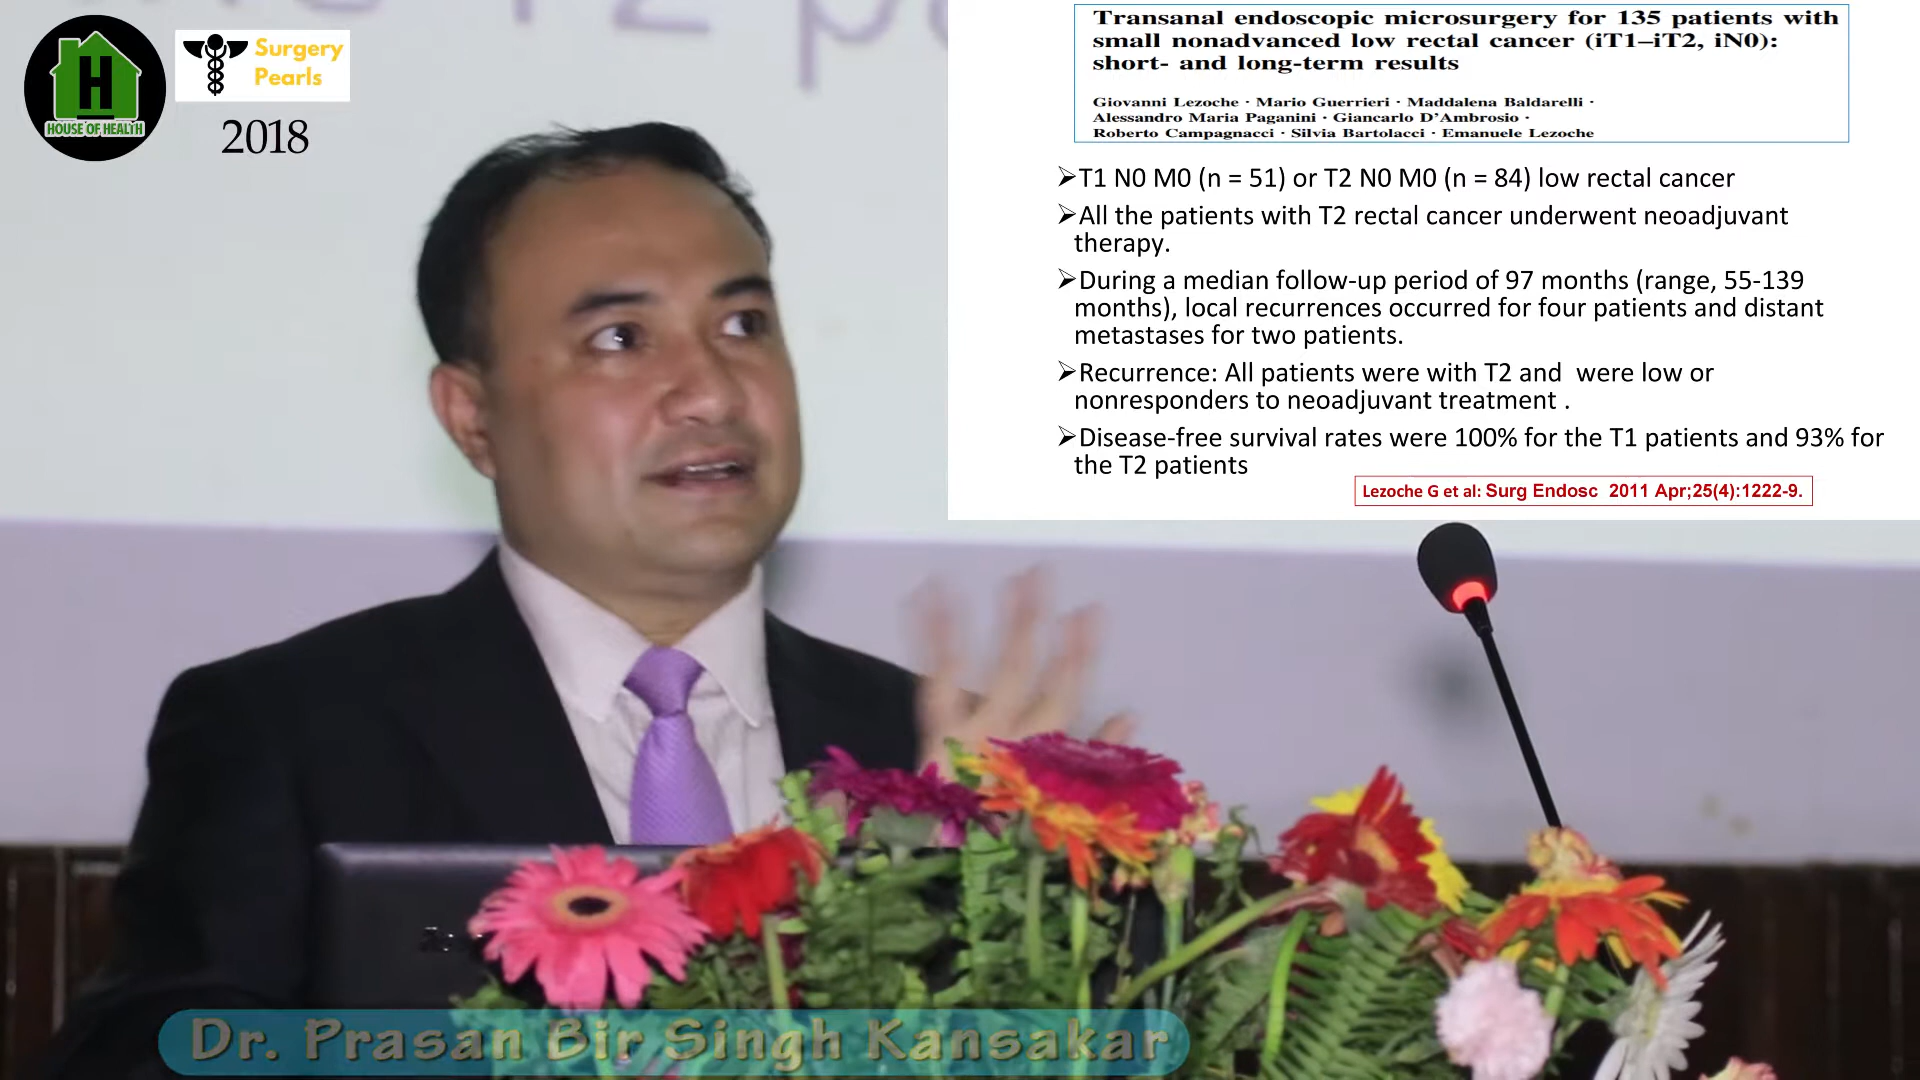 H
HOUSE OF HEALTH
Surgery
Pearls
2018
T2
Transanal endoscopic microsurgery for 135 patients with
small nonadvanced low rectal cancer (iT1–iT2, iN0):
short- and long-term results
Giovanni Lezoche · Mario Guerrieri · Maddalena Baldarelli ·
Alessandro Maria Paganini · Giancarlo D’Ambrosio ·
Roberto Campagnacci · Silvia Bartolacci · Emanuele Lezoche
➢T1 N0 M0 (n = 51) or T2 N0 M0 (n = 84) low rectal cancer
➢All the patients with T2 rectal cancer underwent neoadjuvant
therapy.
➢During a median follow-up period of 97 months (range, 55-139
months), local recurrences occurred for four patients and distant
metastases for two patients.
➢Recurrence: All patients were with T2 and  were low or
nonresponders to neoadjuvant treatment .
➢Disease-free survival rates were 100% for the T1 patients and 93% for
the T2 patients
Lezoche G et al: Surg Endosc  2011 Apr;25(4):1222-9.
Dr. Prasan Bir Singh Kansakar